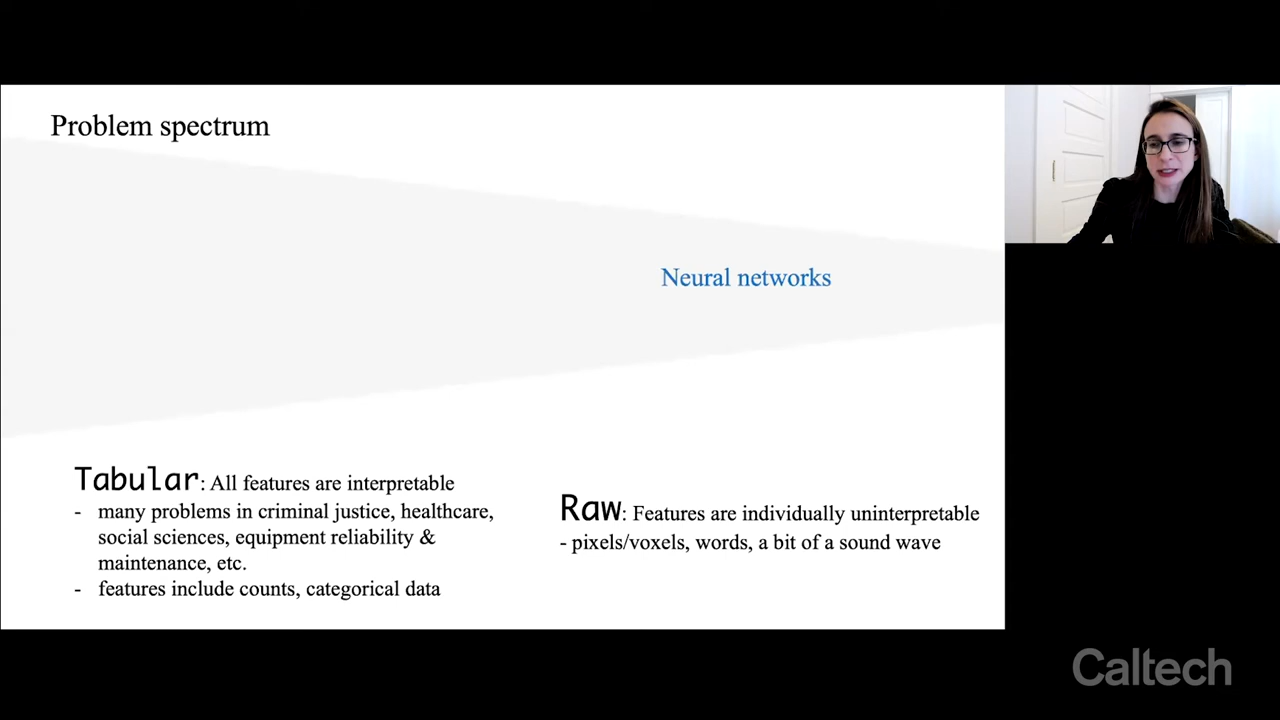 Problem spectrum
Neural networks
Tabular: All features are interpretable
- many problems in criminal justice, healthcare,
social sciences, equipment reliability &
maintenance, etc.
- features include counts, categorical data
Raw: Features are individually uninterpretable
- pixels/voxels, words, a bit of a sound wave
Caltech